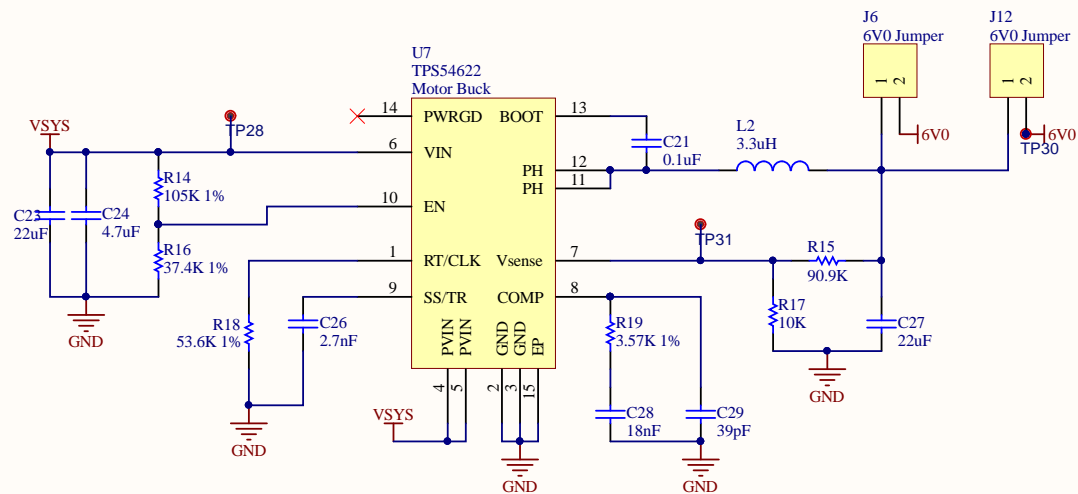 J6
6V0 Jumper
J12
6V0 Jumper
U7
TPS54622
Motor Buck
1
2
1
2
14
PWRGD
BOOT
13
VSYS
TP28
6V0
6V0
TP30
6
VIN
C21
0.1uF
L2
3.3uH
R14
105K 1%
PH
12
PH
11
10
EN
C23
22uF
C24
4.7uF
TP31
R16
37.4K 1%
1
RT/CLK
Vsense
7
R15
90.9K
9
SS/TR
COMP
8
R17
10K
GND
R18
53.6K 1%
C26
2.7nF
R19
3.57K 1%
C27
22uF
PVIN
PVIN
GND
GND
EP
4
5
2
3
15
GND
VSYS
C28
18nF
C29
39pF
GND
GND
GND